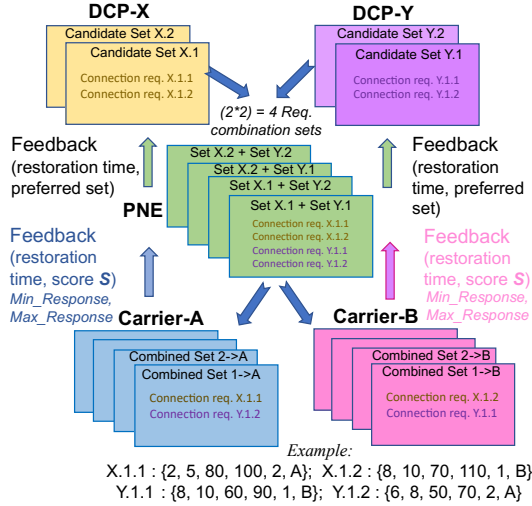 DCP-X
DCP-Y
Candidate Set X.2
Candidate Set X.1
Connection req. X.1.1
Connection req. X.1.2
Candidate Set Y.2
Candidate Set Y.1
Connection req. Y.1.1
Connection req. Y.1.2
(2*2) = 4 Req.
combination sets
Feedback
(restoration time,
preferred set)
Feedback
(restoration time,
preferred set)
PNE
Set X.2 + Set Y.2
Set X.2 + Set Y.1
Set X.1 + Set Y.2
Set X.1 + Set Y.1
Connection req. X.1.1
Connection req. X.1.2
Connection req. Y.1.1
Connection req. Y.1.2
Feedback
(restoration
time, score S)
Min_Response,
Max_Response
Feedback
(restoration
time, score S)
Min_Response,
Max_Response
Carrier-A
Carrier-B
Combined Set 2->A
Combined Set 1->A
Connection req. X.1.1
Connection req. Y.1.2
Combined Set 2->B
Combined Set 1->B
Connection req. X.1.2
Connection req. Y.1.1
Example:
X.1.1 : {2, 5, 80, 100, 2, A}; X.1.2 : {8, 10, 70, 110, 1, B}
Y.1.1 : {8, 10, 60, 90, 1, B}; Y.1.2 : {6, 8, 50, 70, 2, A}